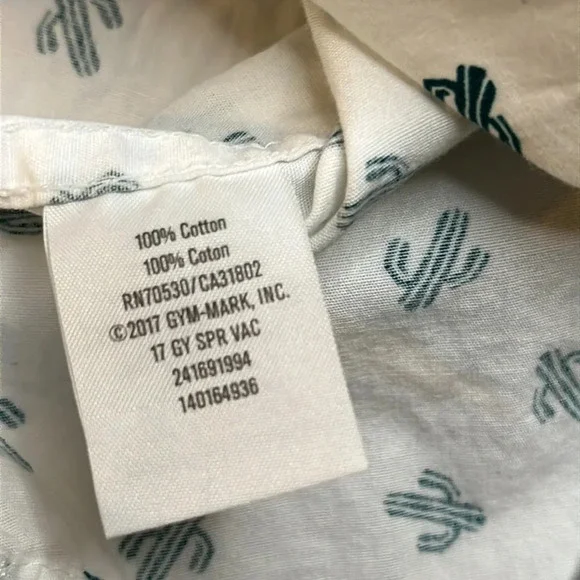 100% Cotton
100% Coton
RN70530/CA31802
©2017 GYM-MARK, INC.
17 GY SPR VAC
241691994
140164936